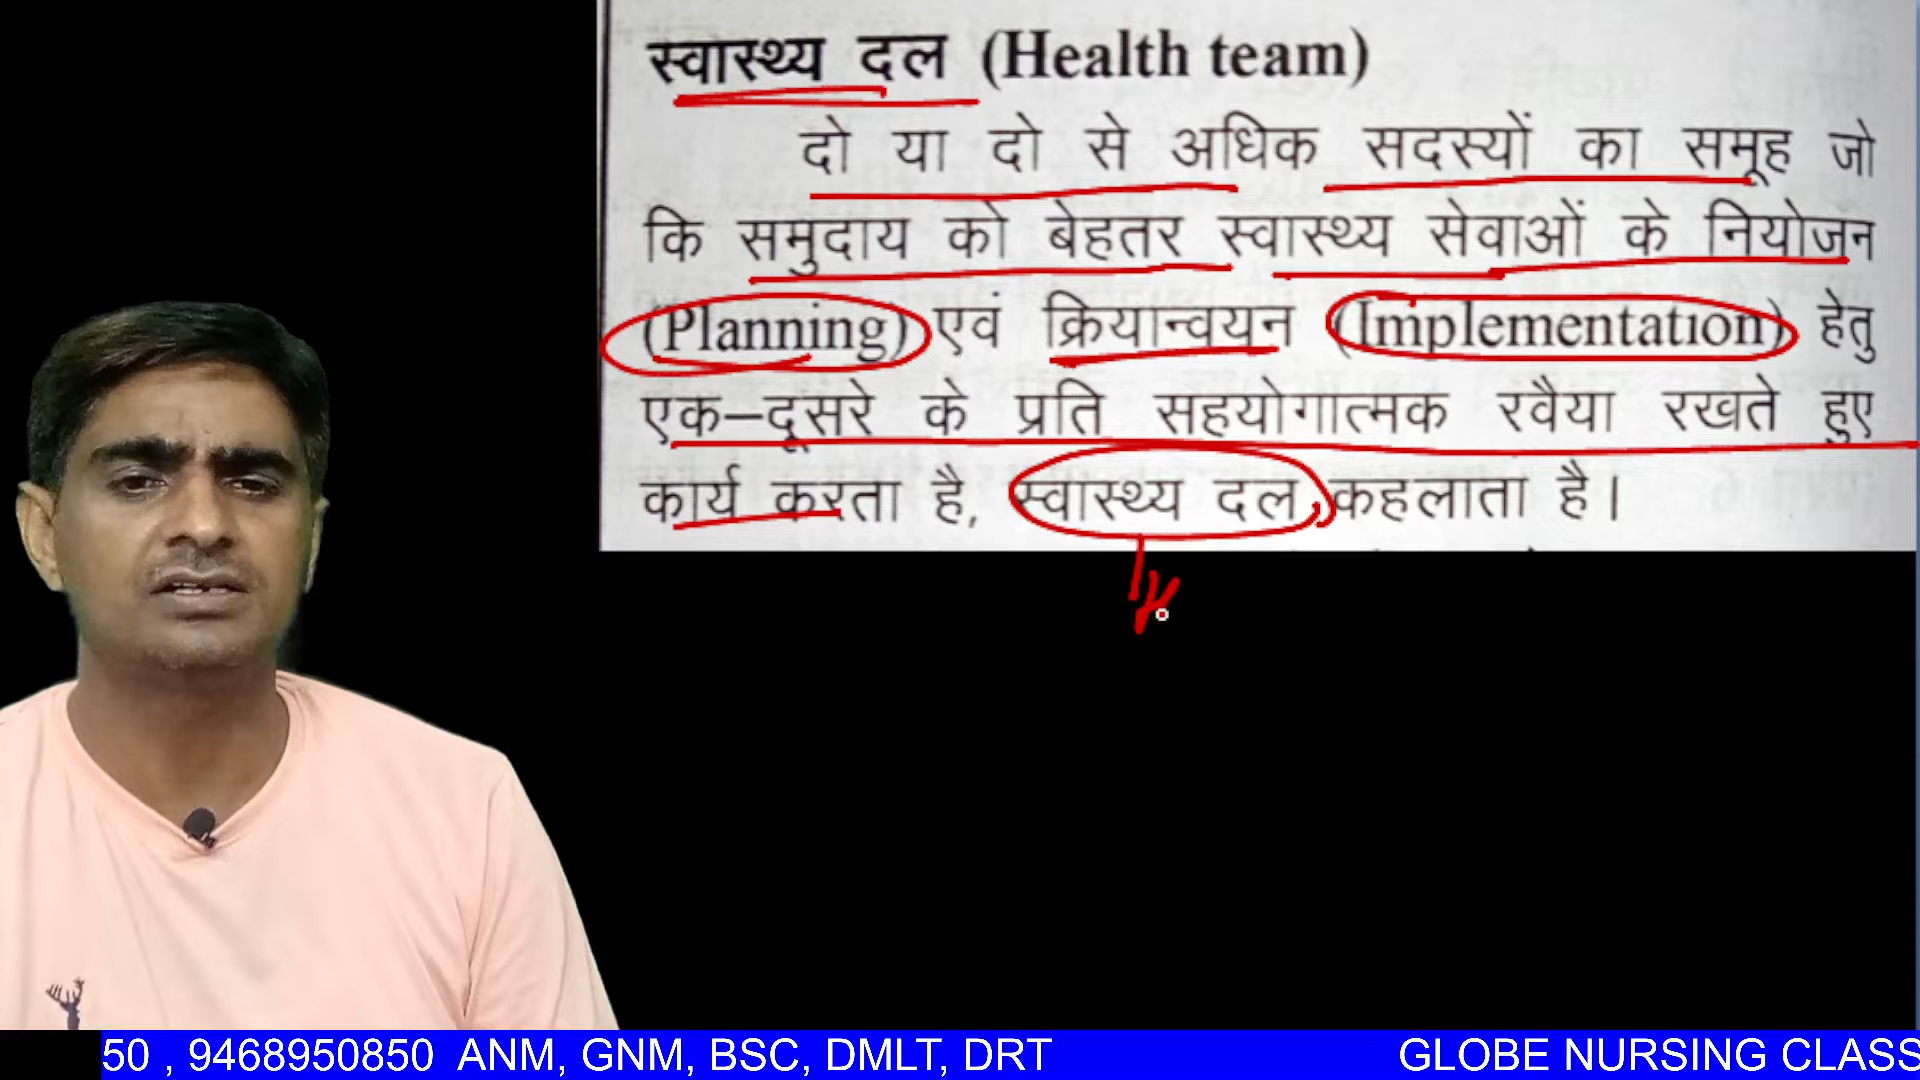 स्वास्थ्य दल (Health team)
दो या दो से अधिक सदस्यों का समूह जो
कि समुदाय को बेहतर स्वास्थ्य सेवाओं के नियोजन
(Planning) एवं क्रियान्वयन (Implementation) हेतु
एक–दूसरे के प्रति सहयोगात्मक रवैया रखते हुए
कार्य करता है, स्वास्थ्य दल, कहलाता है।
50 , 9468950850 ANM, GNM, BSC, DMLT, DRT GLOBE NURSING CLASS